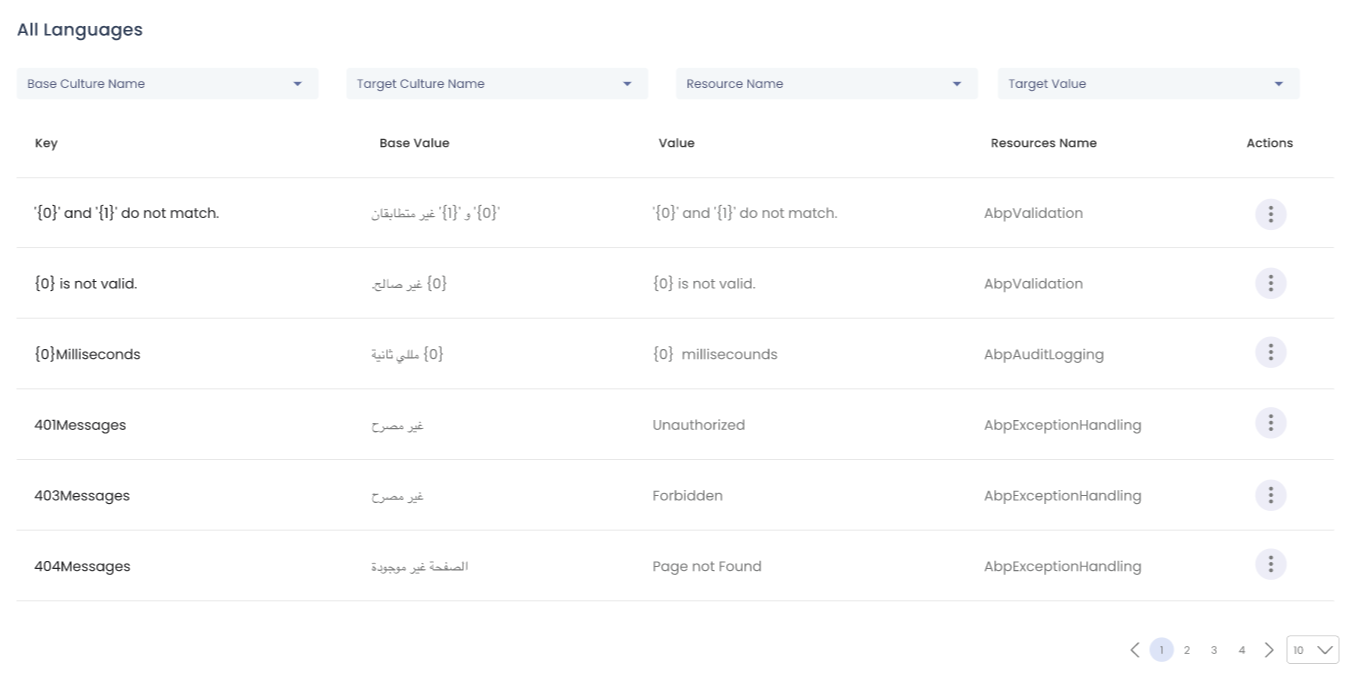 All Languages
Base Culture Name Target Culture Name Resource Name Target Value
Key Base Value Value Resources Name Actions
'{0}' and '{1}' do not match. '{0}' و '{1}' غير متطابقان '{0}' and '{1}' do not match. AbpValidation
{0} is not valid. {0} غير صالح. {0} is not valid. AbpValidation
{0}Milliseconds {0} مللي ثانية {0} millisecounds AbpAuditLogging
401Messages غير مصرح Unauthorized AbpExceptionHandling
403Messages غير مصرح Forbidden AbpExceptionHandling
404Messages الصفحة غير موجودة Page not Found AbpExceptionHandling
1 2 3 4 10